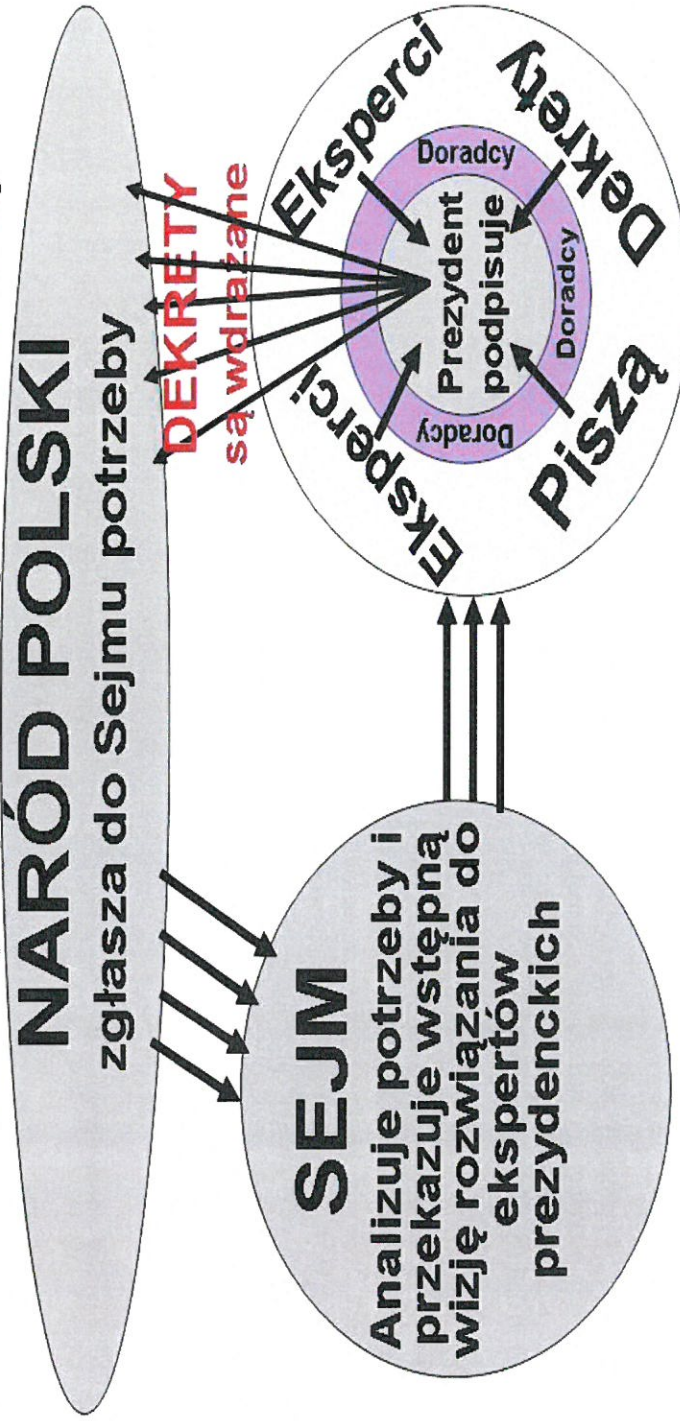 NARÓD POLSKI
zgłasza do Sejmu potrzeby
DEKRETY
są wdrażane
SEJM
Analizuje potrzeby i
przekazuje wstępną
wizję rozwiązania do
ekspertów
prezydenckich
Eksperci
Eksperci
Doradcy
Doradcy
Doradcy
Prezydent
podpisuje
Piszą
Dekrety